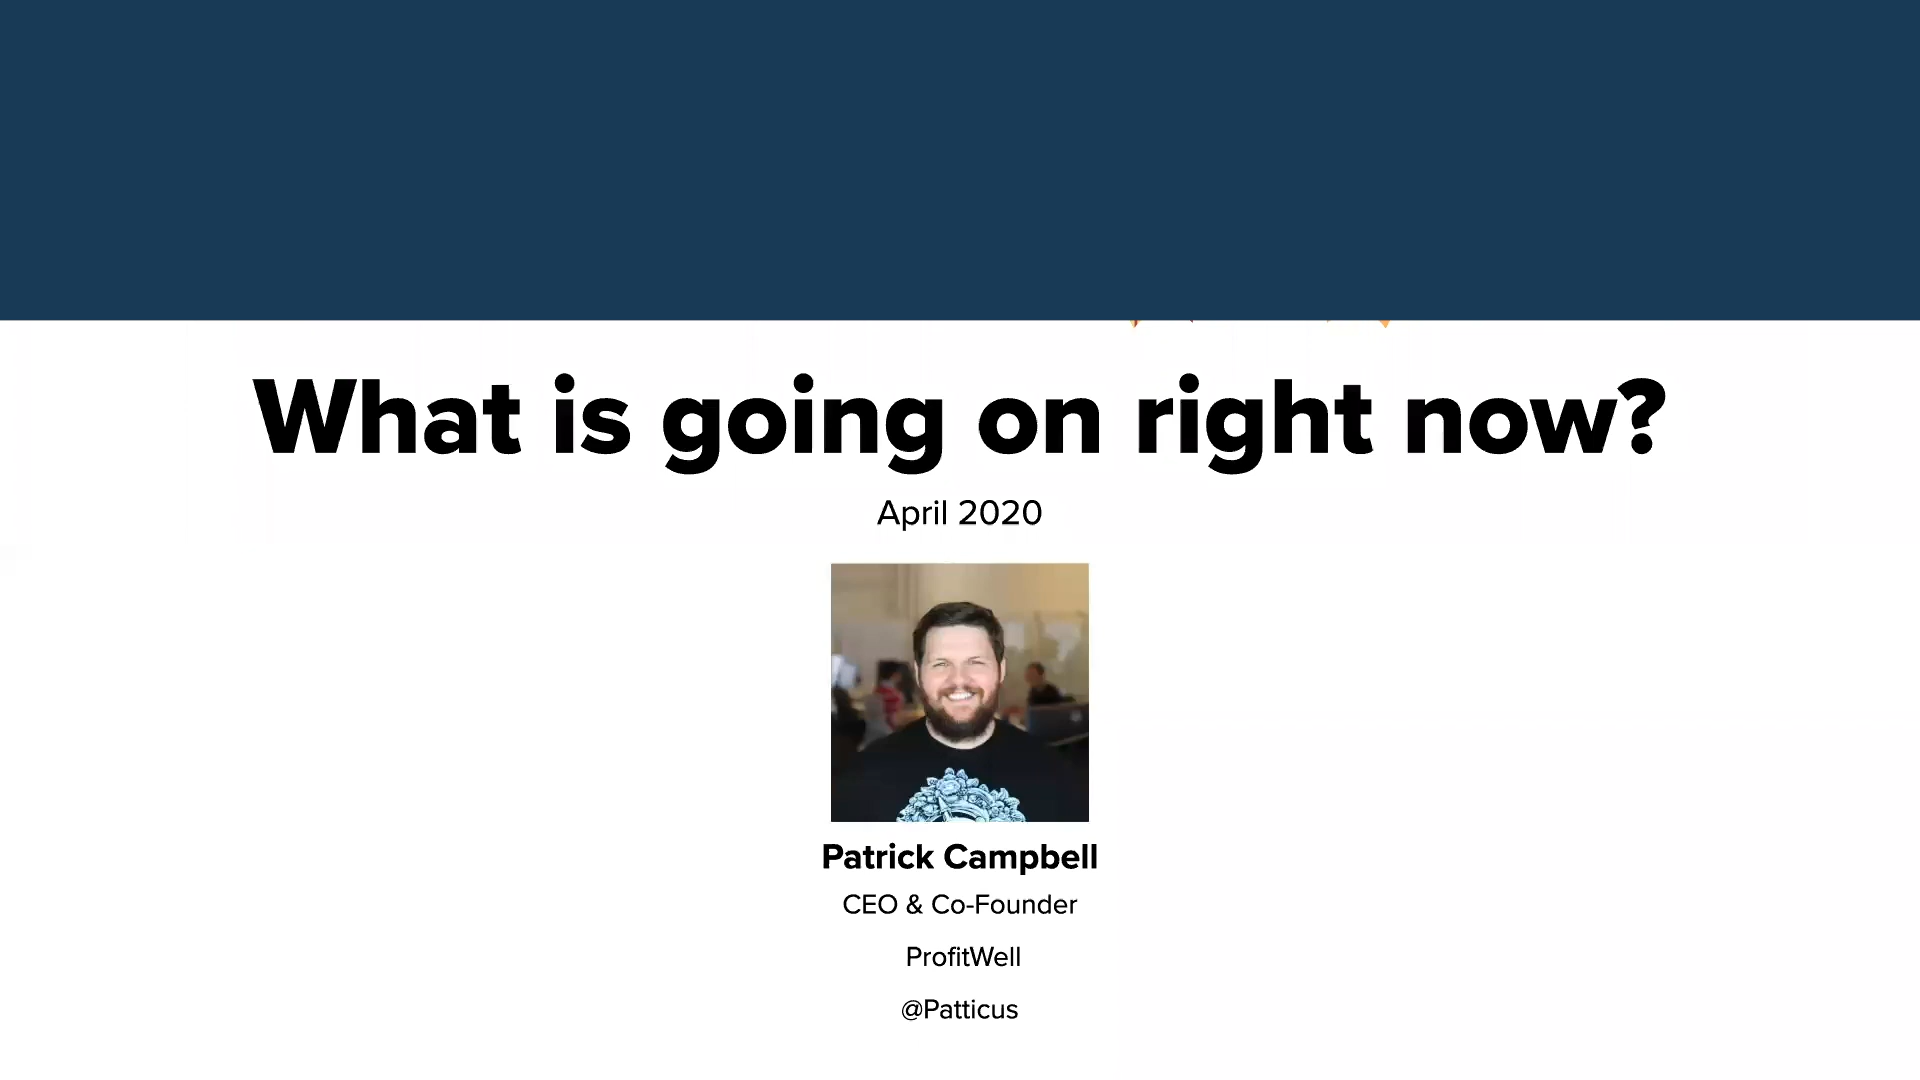 What is going on right now?
April 2020
Patrick Campbell
CEO & Co-Founder
ProfitWell
@Patticus